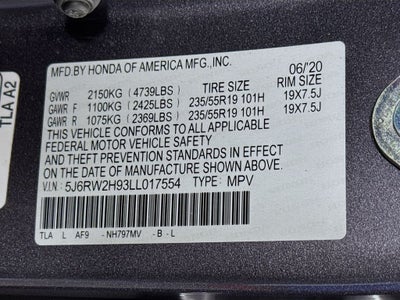 MFD.BY HONDA OF AMERICA MFG.,INC.
06/'20
GVWR 2150KG (4739LBS) TIRE SIZE RIM SIZE
GAWR F 1100KG (2425LBS) 235/55R19 101H 19X7.5J
GAWR R 1075KG (2369LBS) 235/55R19 101H 19X7.5J
THIS VEHICLE CONFORMS TO ALL APPLICABLE
FEDERAL MOTOR VEHICLE SAFETY
AND THEFT PREVENTION STANDARDS IN EFFECT
ON THE DATE OF MANUFACTURE SHOWN ABOVE.
V.I.N: 5J6RW2H93LL017554 TYPE: MPV
TLA L AF9 -NH797MV -B-L
TLA A2